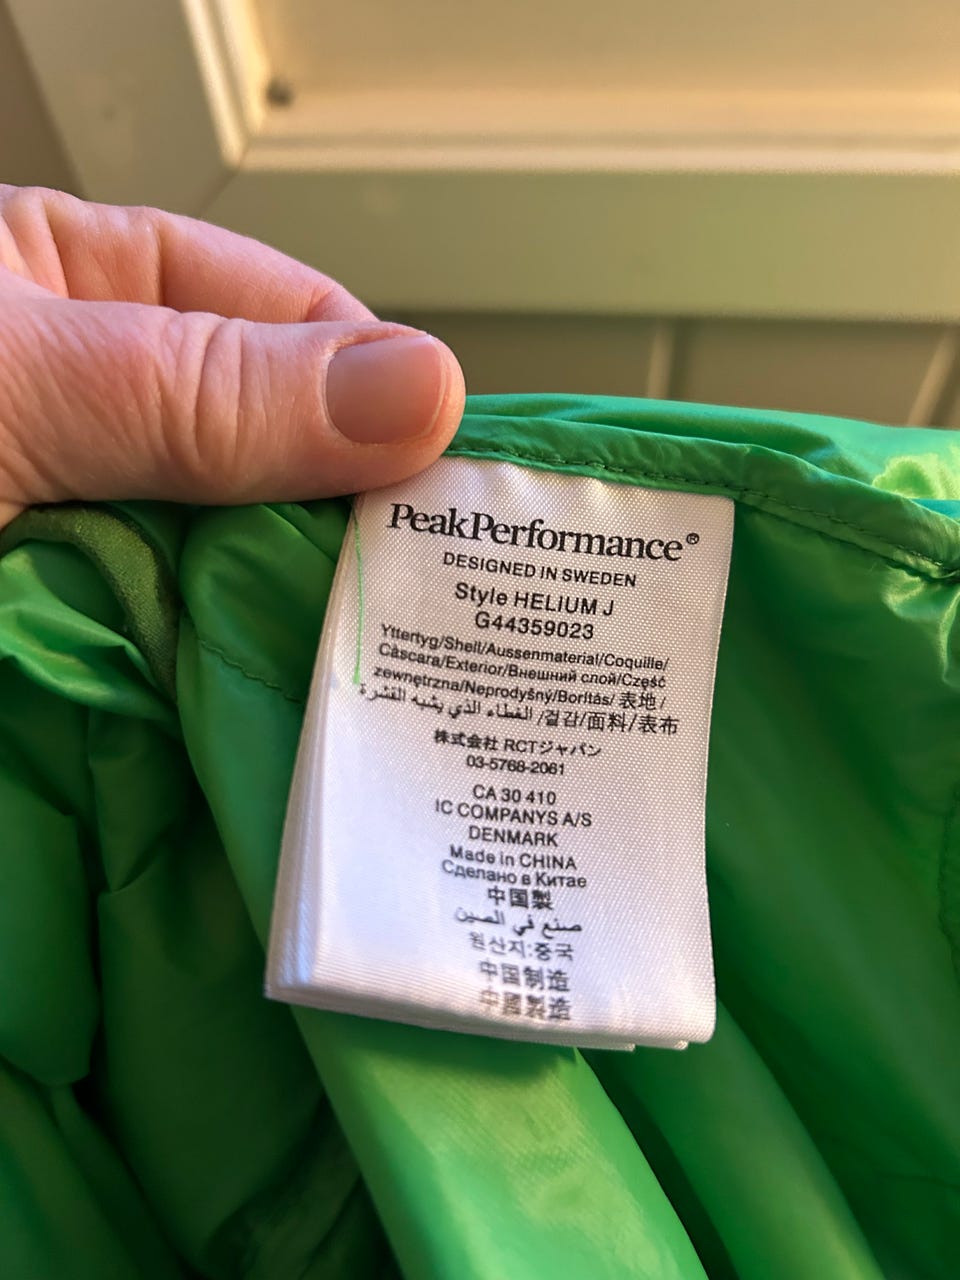 PeakPerformance®
DESIGNED IN SWEDEN
Style HELIUM J
G44359023
Yttertyg/Shell/Aussenmaterial/Coquille/
Càscara/Exterior/Внешний слой/Część
zewnętrzna/Neprodyšný/Borítás/ 表地 /
الغطاء الذي يشبه القشرة /겉감/面料/表布
株式会社 RCTジャパン
03-5768-2061
CA 30 410
IC COMPANYS A/S
DENMARK
Made in CHINA
Сделано в Китае
中国製
صنع في الصين
원산지:중국
中国制造
中國製造